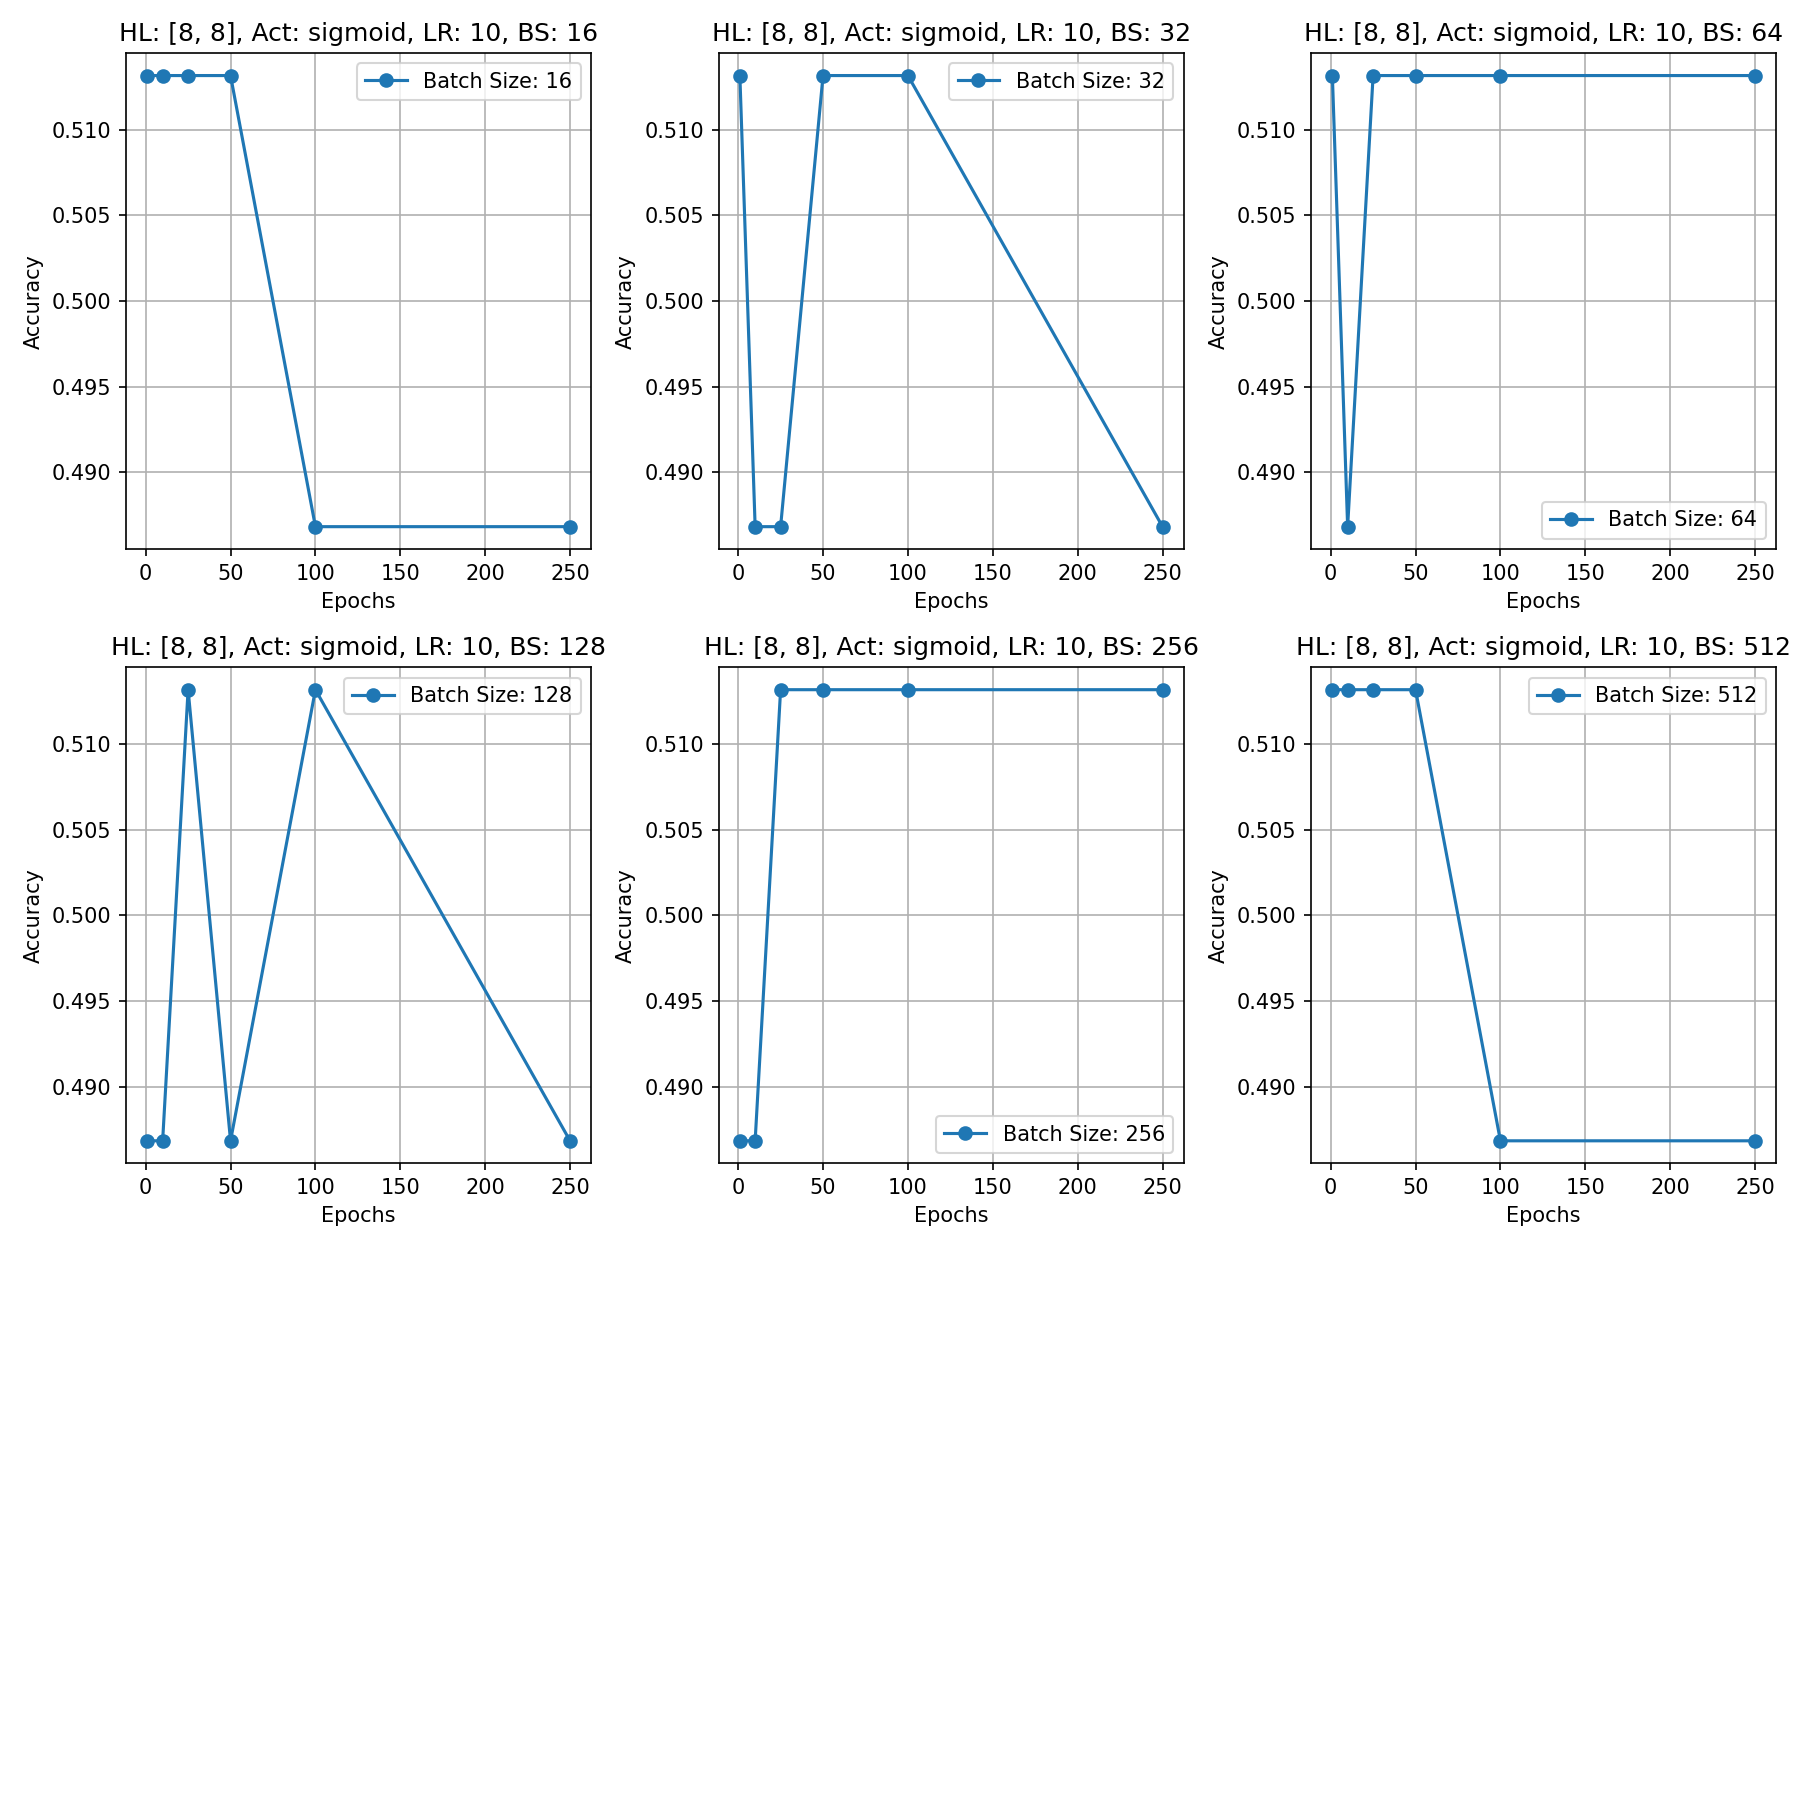 HL: [8, 8], Act: sigmoid, LR: 10, BS: 16
Batch Size: 16
0.510
0.505
0.500
0.495
0.490
Accuracy
0 50 100 150 200 250
Epochs
HL: [8, 8], Act: sigmoid, LR: 10, BS: 32
Batch Size: 32
0.510
0.505
0.500
0.495
0.490
Accuracy
0 50 100 150 200 250
Epochs
HL: [8, 8], Act: sigmoid, LR: 10, BS: 64
0.510
0.505
0.500
0.495
0.490
Accuracy
Batch Size: 64
0 50 100 150 200 250
Epochs
HL: [8, 8], Act: sigmoid, LR: 10, BS: 128
Batch Size: 128
0.510
0.505
0.500
0.495
0.490
Accuracy
0 50 100 150 200 250
Epochs
HL: [8, 8], Act: sigmoid, LR: 10, BS: 256
0.510
0.505
0.500
0.495
0.490
Accuracy
Batch Size: 256
0 50 100 150 200 250
Epochs
HL: [8, 8], Act: sigmoid, LR: 10, BS: 512
Batch Size: 512
0.510
0.505
0.500
0.495
0.490
Accuracy
0 50 100 150 200 250
Epochs